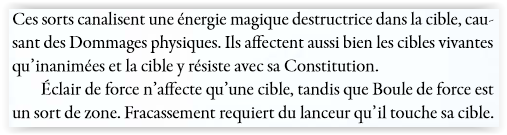 Ces sorts canalisent une énergie magique destructrice dans la cible, cau-
sant des Dommages physiques. Ils affectent aussi bien les cibles vivantes
qu’inanimées et la cible y résiste avec sa Constitution.
Éclair de force n’affecte qu’une cible, tandis que Boule de force est
un sort de zone. Fracassement requiert du lanceur qu’il touche sa cible.